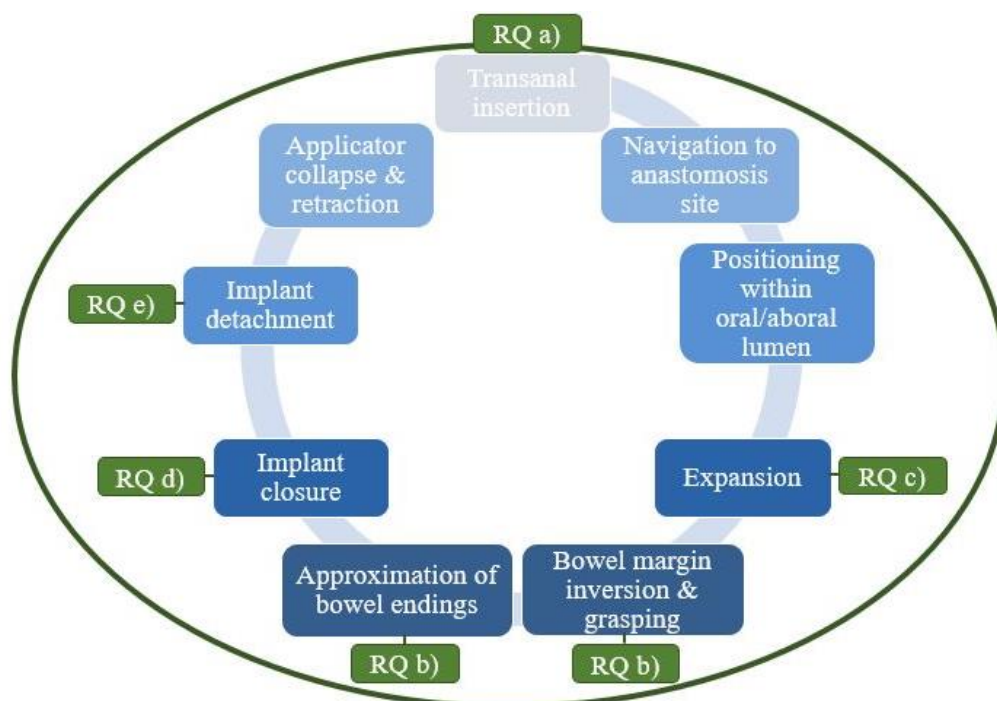 RQ a)
Transanal
insertion
Navigation to
anastomosis
site
Positioning
within
oral/aboral
lumen
Expansion
RQ c)
Bowel margin
inversion &
grasping
RQ b)
Approximation of
bowel endings
RQ b)
Implant
closure
RQ d)
Implant
detachment
RQ e)
Applicator
collapse &
retraction